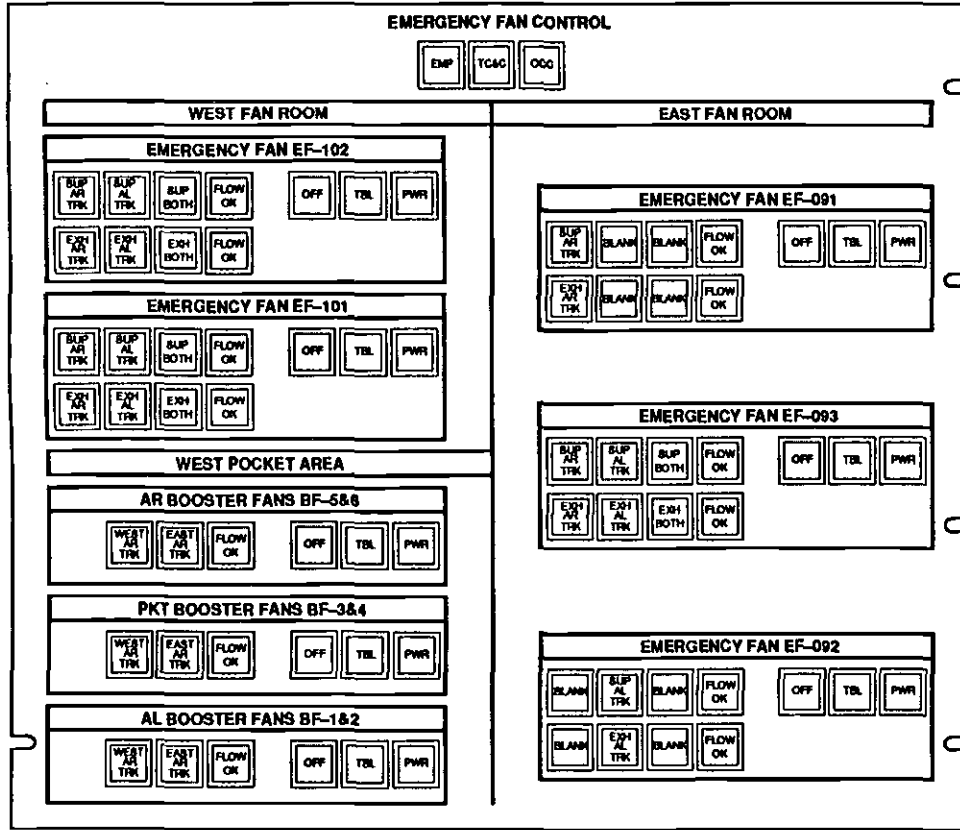 EMERGENCY FAN CONTROL
EMP TC&C OCC
WEST FAN ROOM
EMERGENCY FAN EF-102
SUP AR TRK
SUP AL TRK
SUP BOTH
FLOW OK
OFF
TBL
PWR
EXH AR TRK
EXH AL TRK
EXH BOTH
FLOW OK
EMERGENCY FAN EF-101
SUP AR TRK
SUP AL TRK
SUP BOTH
FLOW OK
OFF
TBL
PWR
EXH AR TRK
EXH AL TRK
EXH BOTH
FLOW OK
WEST POCKET AREA
AR BOOSTER FANS BF-5&6
WEST AR TRK
EAST AR TRK
FLOW OK
OFF
TBL
PWR
PKT BOOSTER FANS BF-3&4
WEST AR TRK
EAST AR TRK
FLOW OK
OFF
TBL
PWR
AL BOOSTER FANS BF-1&2
WEST AR TRK
EAST AR TRK
FLOW OK
OFF
TBL
PWR
EAST FAN ROOM
EMERGENCY FAN EF-091
SUP AR TRK
BLANK
BLANK
FLOW OK
OFF
TBL
PWR
EXH AR TRK
BLANK
BLANK
FLOW OK
EMERGENCY FAN EF-093
SUP AR TRK
SUP AL TRK
SUP BOTH
FLOW OK
OFF
TBL
PWR
EXH AR TRK
EXH AL TRK
EXH BOTH
FLOW OK
EMERGENCY FAN EF-092
BLANK
SUP AL TRK
BLANK
FLOW OK
OFF
TBL
PWR
BLANK
EXH AL TRK
BLANK
FLOW OK